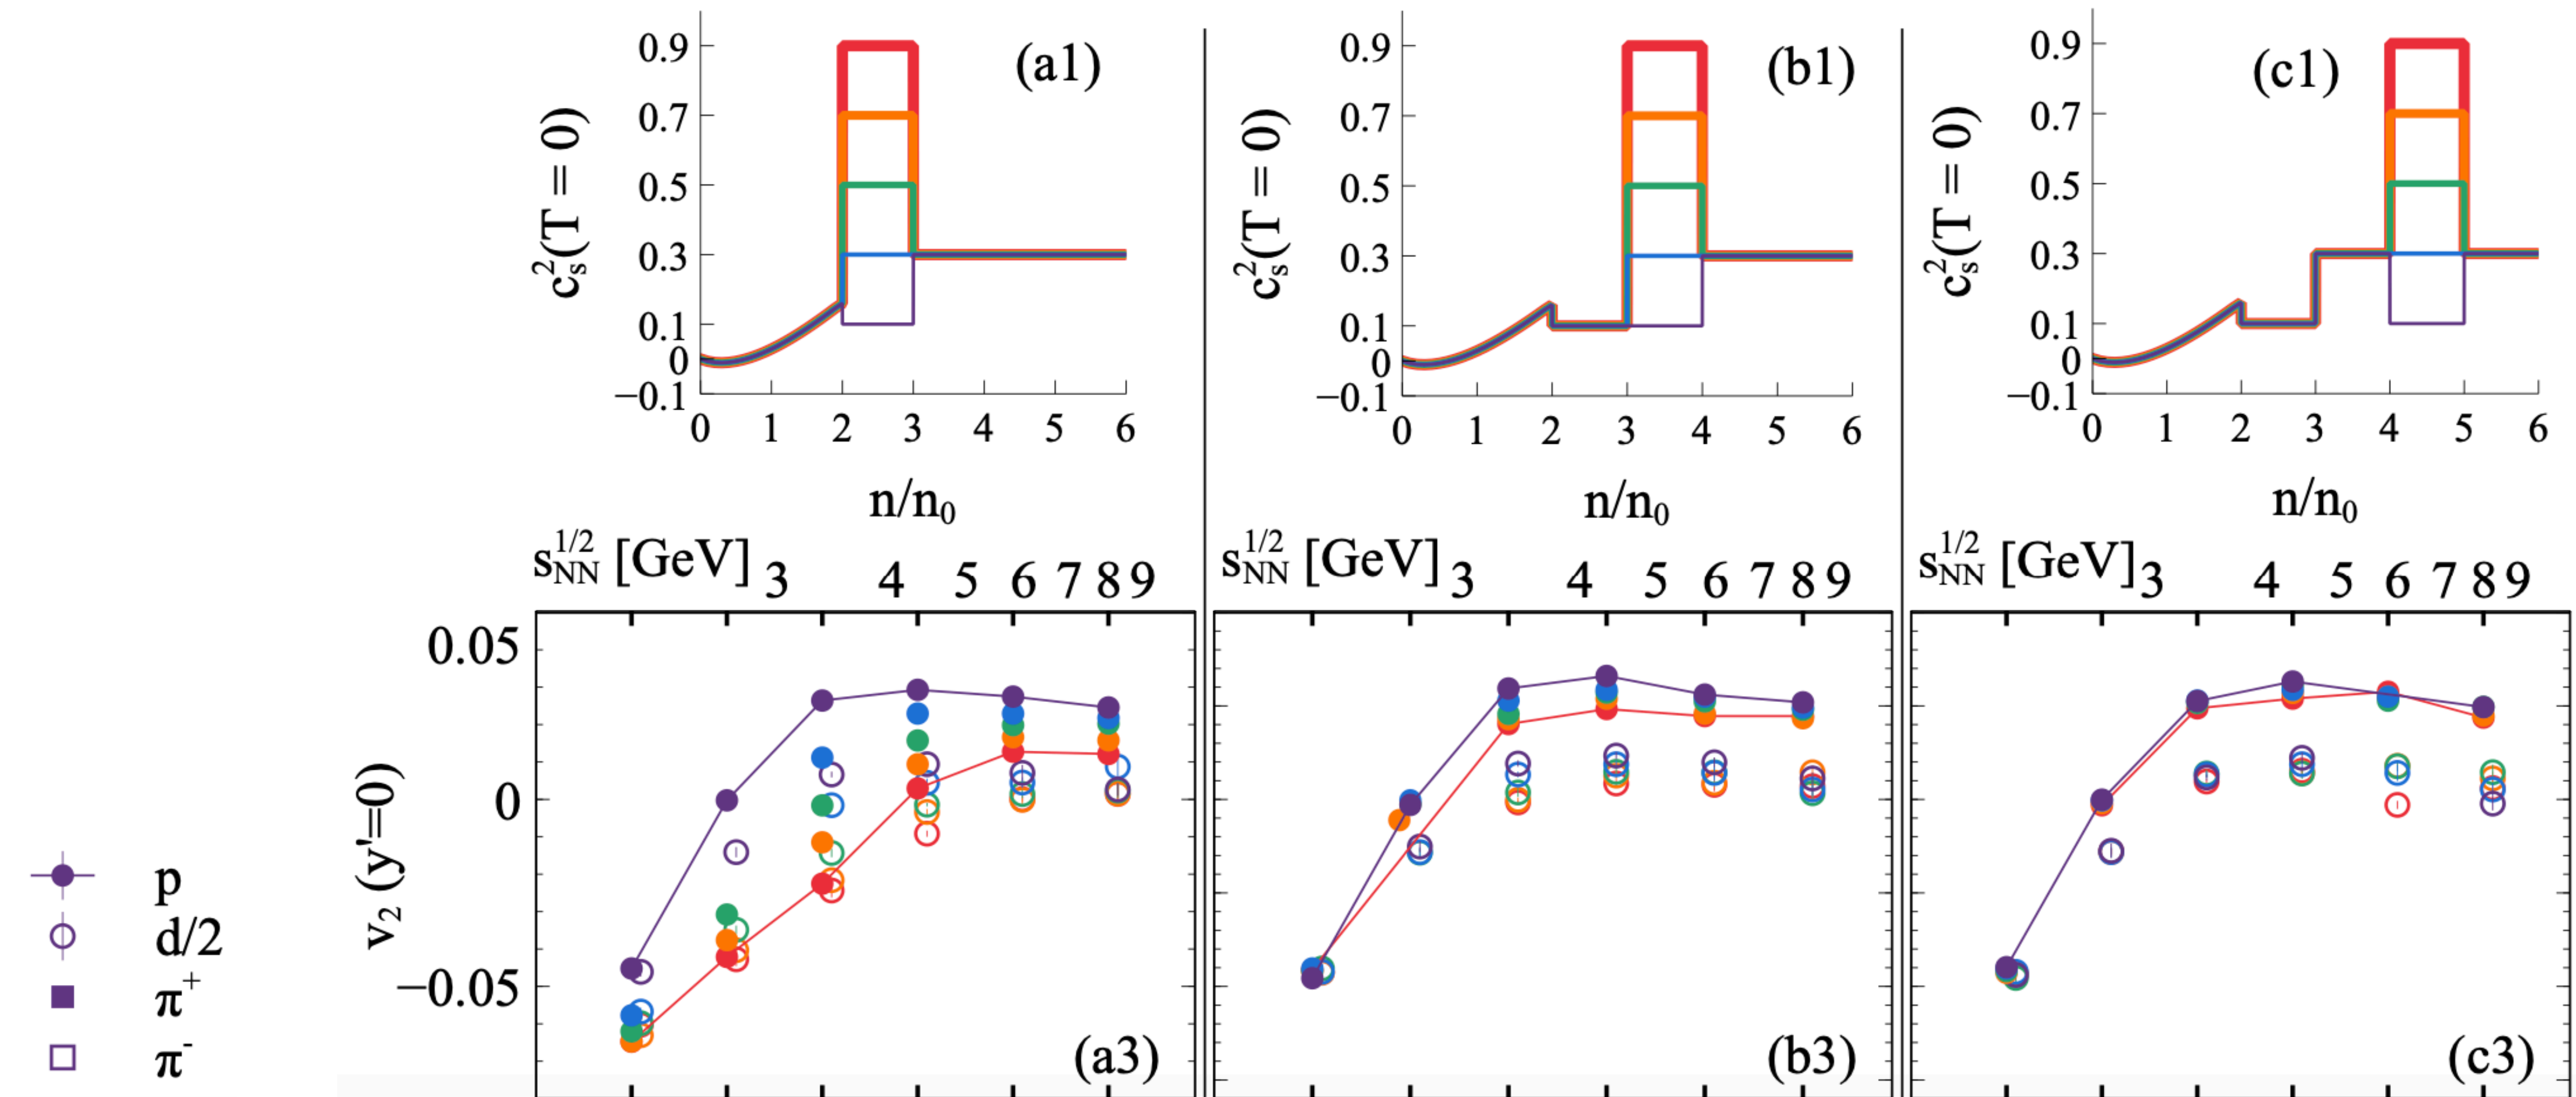 (a1)
0.9
0.7
0.5
0.3
0.1
0
−0.1
c_s^2(T = 0)
0 1 2 3 4 5 6
n/n_0
(b1)
0.9
0.7
0.5
0.3
0.1
0
−0.1
c_s^2(T = 0)
0 1 2 3 4 5 6
n/n_0
(c1)
0.9
0.7
0.5
0.3
0.1
0
−0.1
c_s^2(T = 0)
0 1 2 3 4 5 6
n/n_0
s_NN^1/2 [GeV] 3 4 5 6 7 8 9
s_NN^1/2 [GeV] 3 4 5 6 7 8 9
s_NN^1/2 [GeV] 3 4 5 6 7 8 9
0.05
0
−0.05
v_2 (y'=0)
(a3)
(b3)
(c3)
p
d/2
π^+
π^-